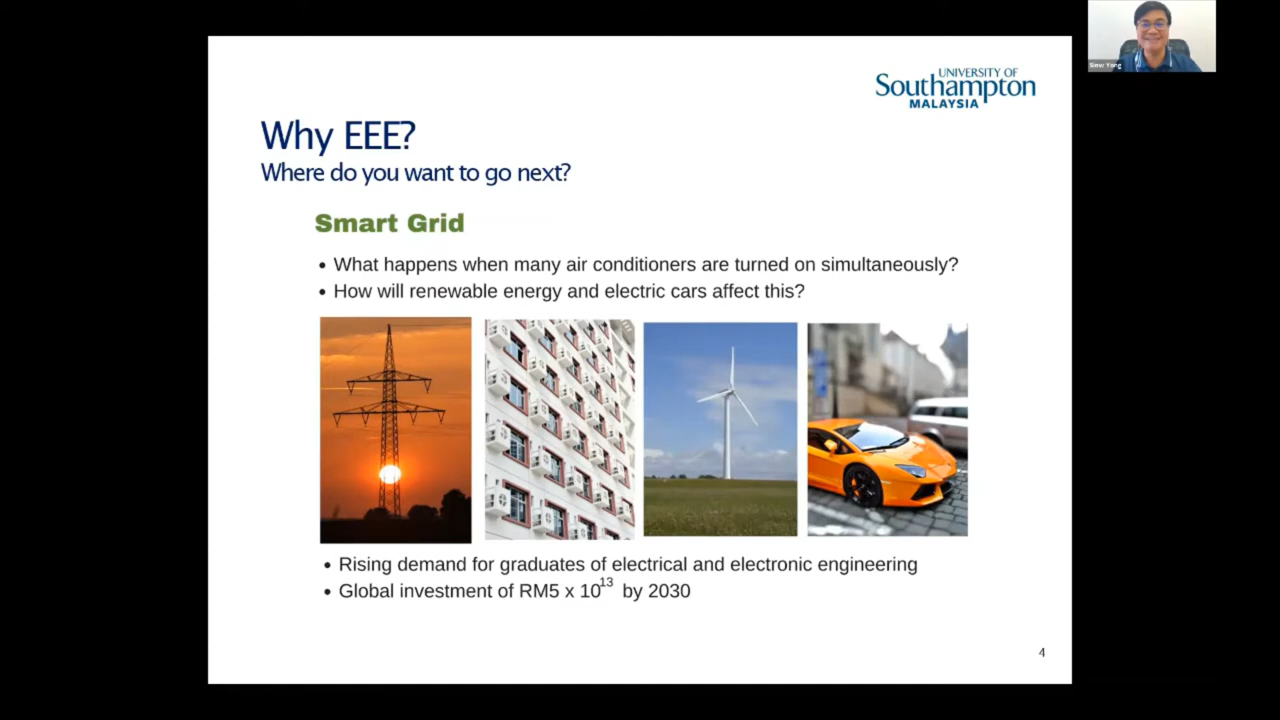 Siew Yong
UNIVERSITY OF
Southampton
MALAYSIA
Why EEE?
Where do you want to go next?
Smart Grid
• What happens when many air conditioners are turned on simultaneously?
• How will renewable energy and electric cars affect this?
• Rising demand for graduates of electrical and electronic engineering
• Global investment of RM5 x 10¹³ by 2030
4